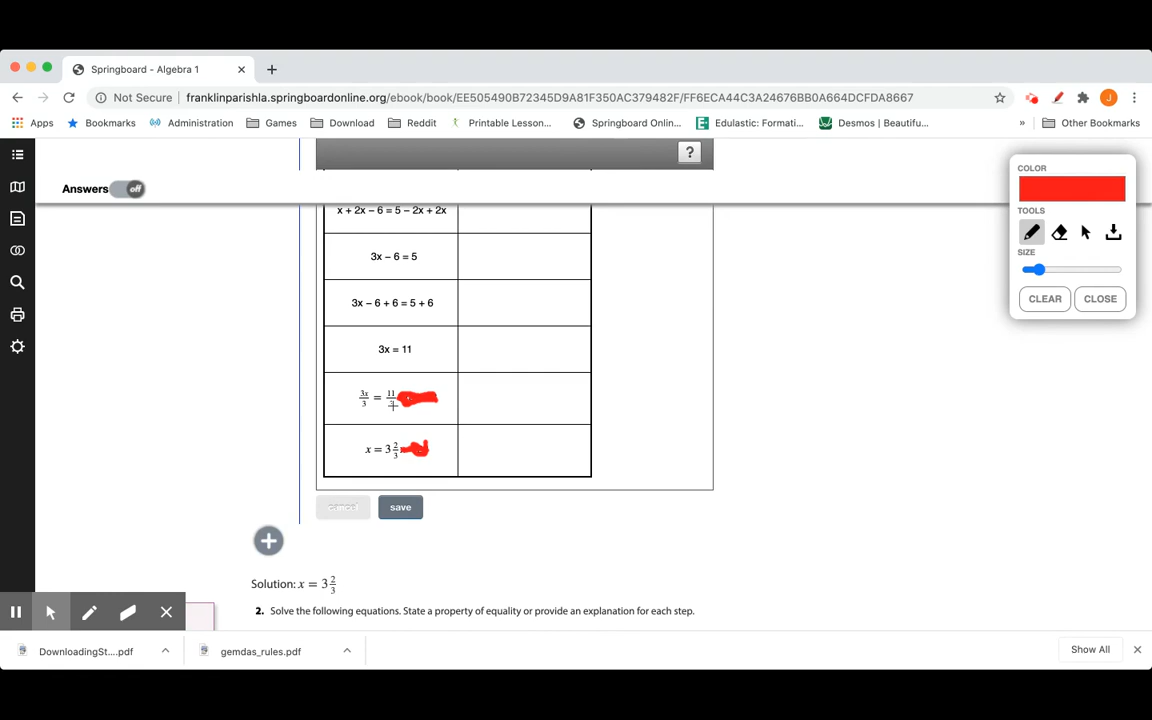 Springboard - Algebra 1
Not Secure | franklinparishla.springboardonline.org/ebook/book/EE505490B72345D9A81F350AC379482F/FF6ECA44C3A24676BB0A664DCFDA8667
J
Apps Bookmarks Administration Games Download Reddit Printable Lesson... Springboard Onlin... Edulastic: Formati... Desmos | Beautifu... » Other Bookmarks
?
Answers off
COLOR
TOOLS
SIZE
CLEAR CLOSE
x + 2x – 6 = 5 – 2x + 2x
3x – 6 = 5
3x – 6 + 6 = 5 + 6
3x = 11
3x/3 = 11/3
x = 3 2/3
cancel save
Solution: x = 3 2/3
2. Solve the following equations. State a property of equality or provide an explanation for each step.
DownloadingSt....pdf gemdas_rules.pdf Show All